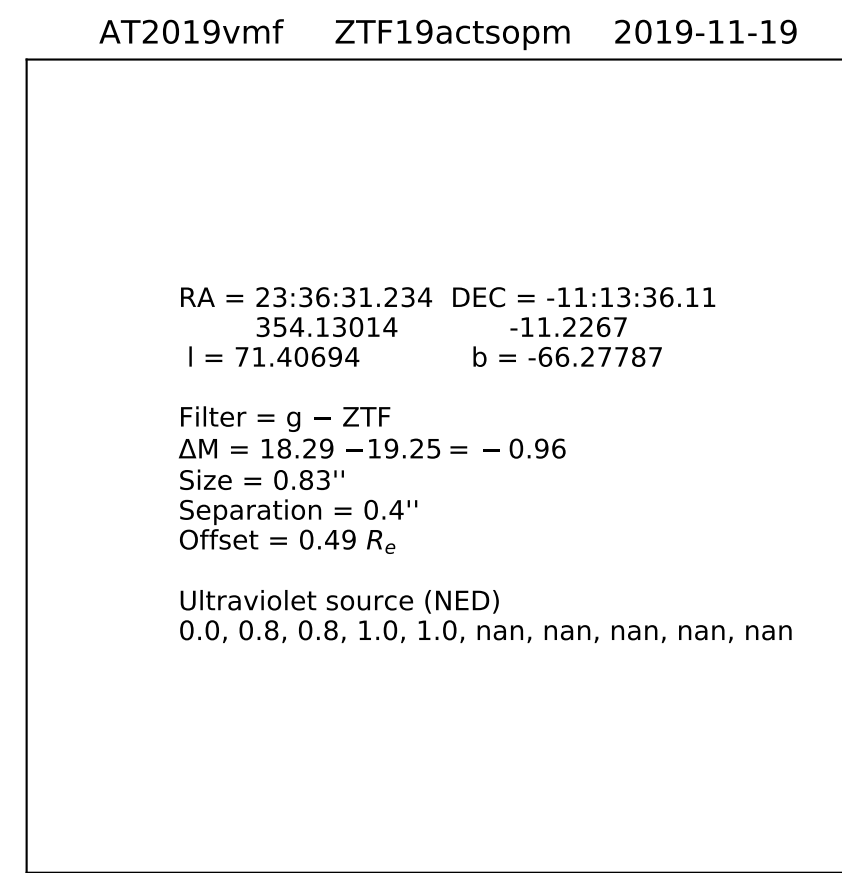 AT2019vmf ZTF19actsopm 2019-11-19
RA = 23:36:31.234 DEC = -11:13:36.11
354.13014 -11.2267
l = 71.40694 b = -66.27787
Filter = g − ZTF
ΔM = 18.29 −19.25 = − 0.96
Size = 0.83''
Separation = 0.4''
Offset = 0.49 Rₑ
Ultraviolet source (NED)
0.0, 0.8, 0.8, 1.0, 1.0, nan, nan, nan, nan, nan